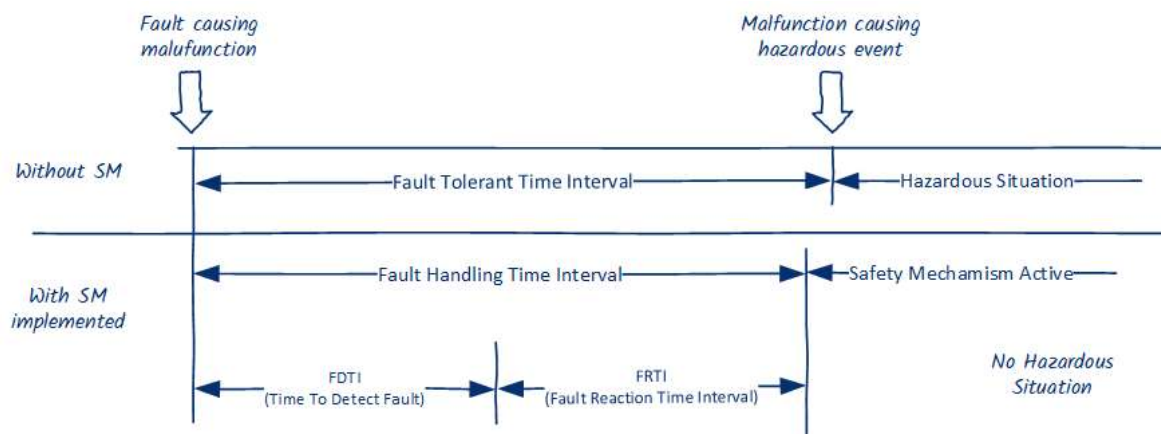 Fault causing
malufunction
Malfunction causing
hazardous event
Without SM
Fault Tolerant Time Interval
Hazardous Situation
Fault Handling Time Interval
Safety Mechamism Active
With SM
implemented
FDTI
(Time To Detect Fault)
FRTI
(Fault Reaction Time Interval)
No Hazardous
Situation